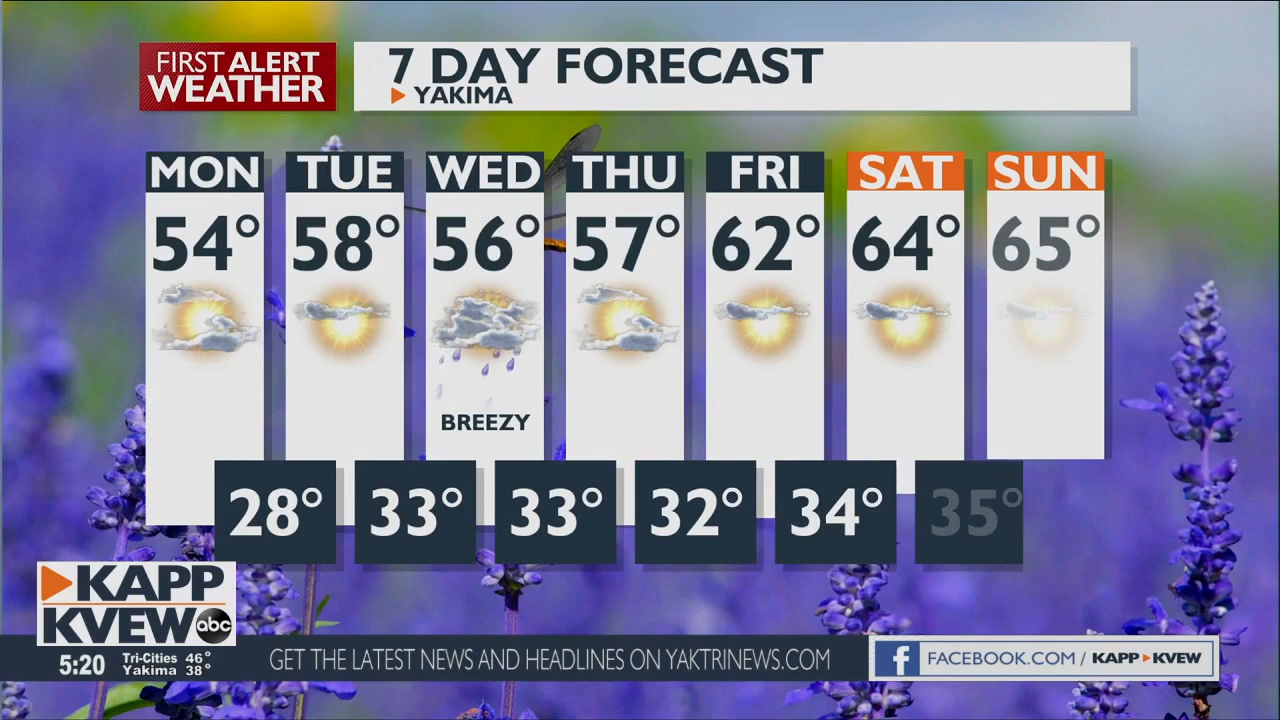 FIRST ALERT
WEATHER
7 DAY FORECAST
YAKIMA
MON TUE WED THU FRI SAT SUN
54° 58° 56° 57° 62° 64° 65°
BREEZY
28° 33° 33° 32° 34° 35°
KAPP
KVEW abc
5:20
Tri-Cities 46°
Yakima 38°
GET THE LATEST NEWS AND HEADLINES ON YAKTRINEWS.COM
f FACEBOOK.COM / KAPP KVEW